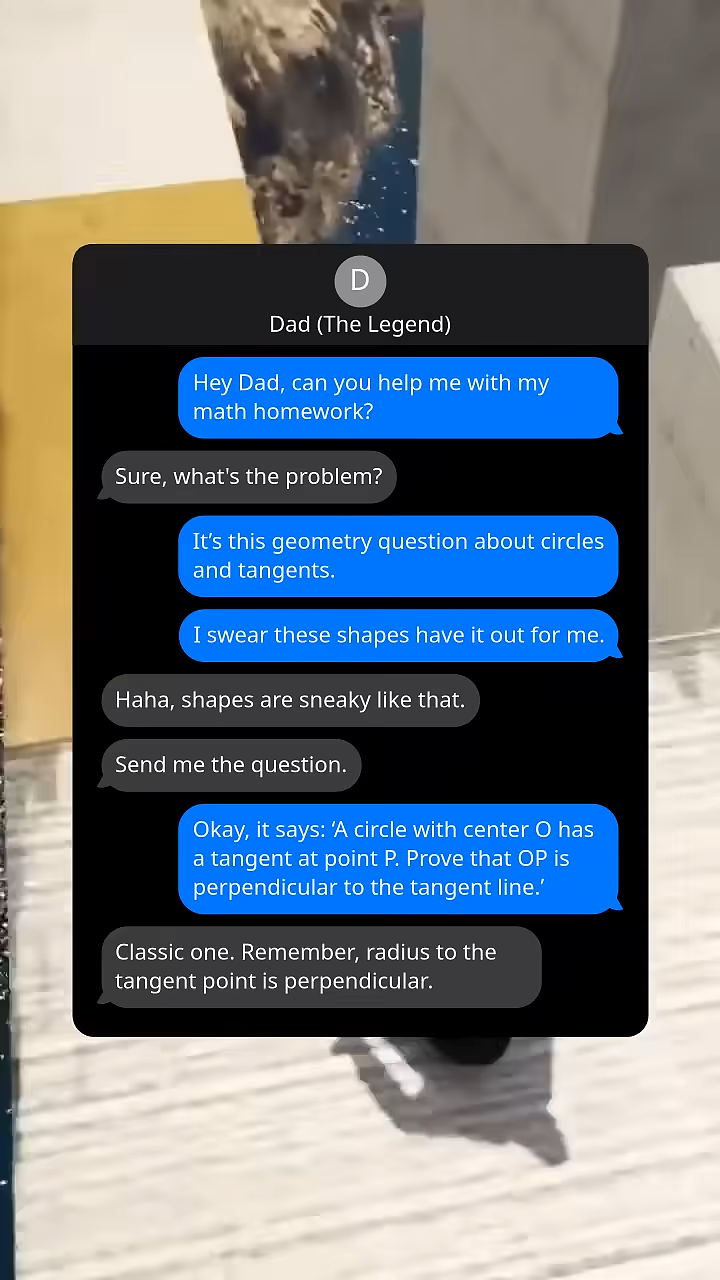 D
Dad (The Legend)
Hey Dad, can you help me with my
math homework?
Sure, what's the problem?
It’s this geometry question about circles
and tangents.
I swear these shapes have it out for me.
Haha, shapes are sneaky like that.
Send me the question.
Okay, it says: ‘A circle with center O has
a tangent at point P. Prove that OP is
perpendicular to the tangent line.’
Classic one. Remember, radius to the
tangent point is perpendicular.